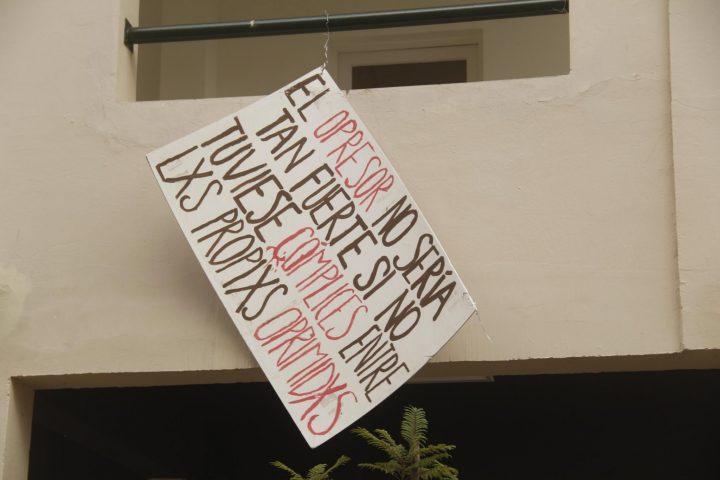 EL OPRESOR NO SERÍA
TAN FUERTE SI NO
TUVIESE CÓMPLICES ENTRE
LXS PROPIXS OPRIMIDXS